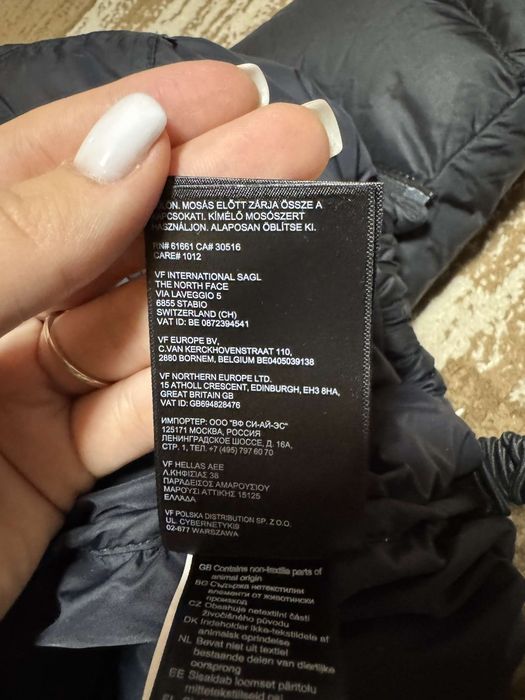 MOSÁS ELŐTT ZÁRJA ÖSSZE A
KAPCSOKATI. KÍMÉLŐ MOSÓSZERT
HASZNÁLJON. ALAPOSAN ÖBLÍTSE KI.
RN# 61661 CA# 30516
CARE# 1012
VF INTERNATIONAL SAGL
THE NORTH FACE
VIA LAVEGGIO 5
6855 STABIO
SWITZERLAND (CH)
VAT ID: BE 0872394541
VF EUROPE BV,
C.VAN KERCKHOVENSTRAAT 110,
2880 BORNEM, BELGIUM BE0405039138
VF NORTHERN EUROPE LTD.
15 ATHOLL CRESCENT, EDINBURGH, EH3 8HA,
GREAT BRITAIN GB
VAT ID: GB694828476
ИМПОРТЕР: ООО "ВФ СИ-АЙ-ЭС"
125171 МОСКВА, РОССИЯ
ЛЕНИНГРАДСКОЕ ШОССЕ, Д. 16А,
СТР. 1, ТЕЛ. +7 (495) 797 60 70
VF HELLAS AEE
Λ.ΚΗΦΙΣΙΑΣ 38
ΠΑΡΑΔΕΙΣΟΣ ΑΜΑΡΟΥΣΙΟΥ
ΜΑΡΟΥΣΙ ΑΤΤΙΚΗΣ 15125
ΕΛΛΑΔΑ
VF POLSKA DISTRIBUTION SP. Z.O.O.
UL. CYBERNETYKI9
02-677 WARSZAWA
GB Contains non-textile parts of
animal origin
BG Съдържа нетекстилни
елементи от животински
произход
CZ Obsahuje netextilní části
živočišného původu
DK Indeholder ikke-tekstildele af
animalsk oprindelse
NL Bevat niet uit textiel
bestaande delen van dierlijke
oorsprong
EE Sisaldab loomset päritolu
mittetekstiilseid